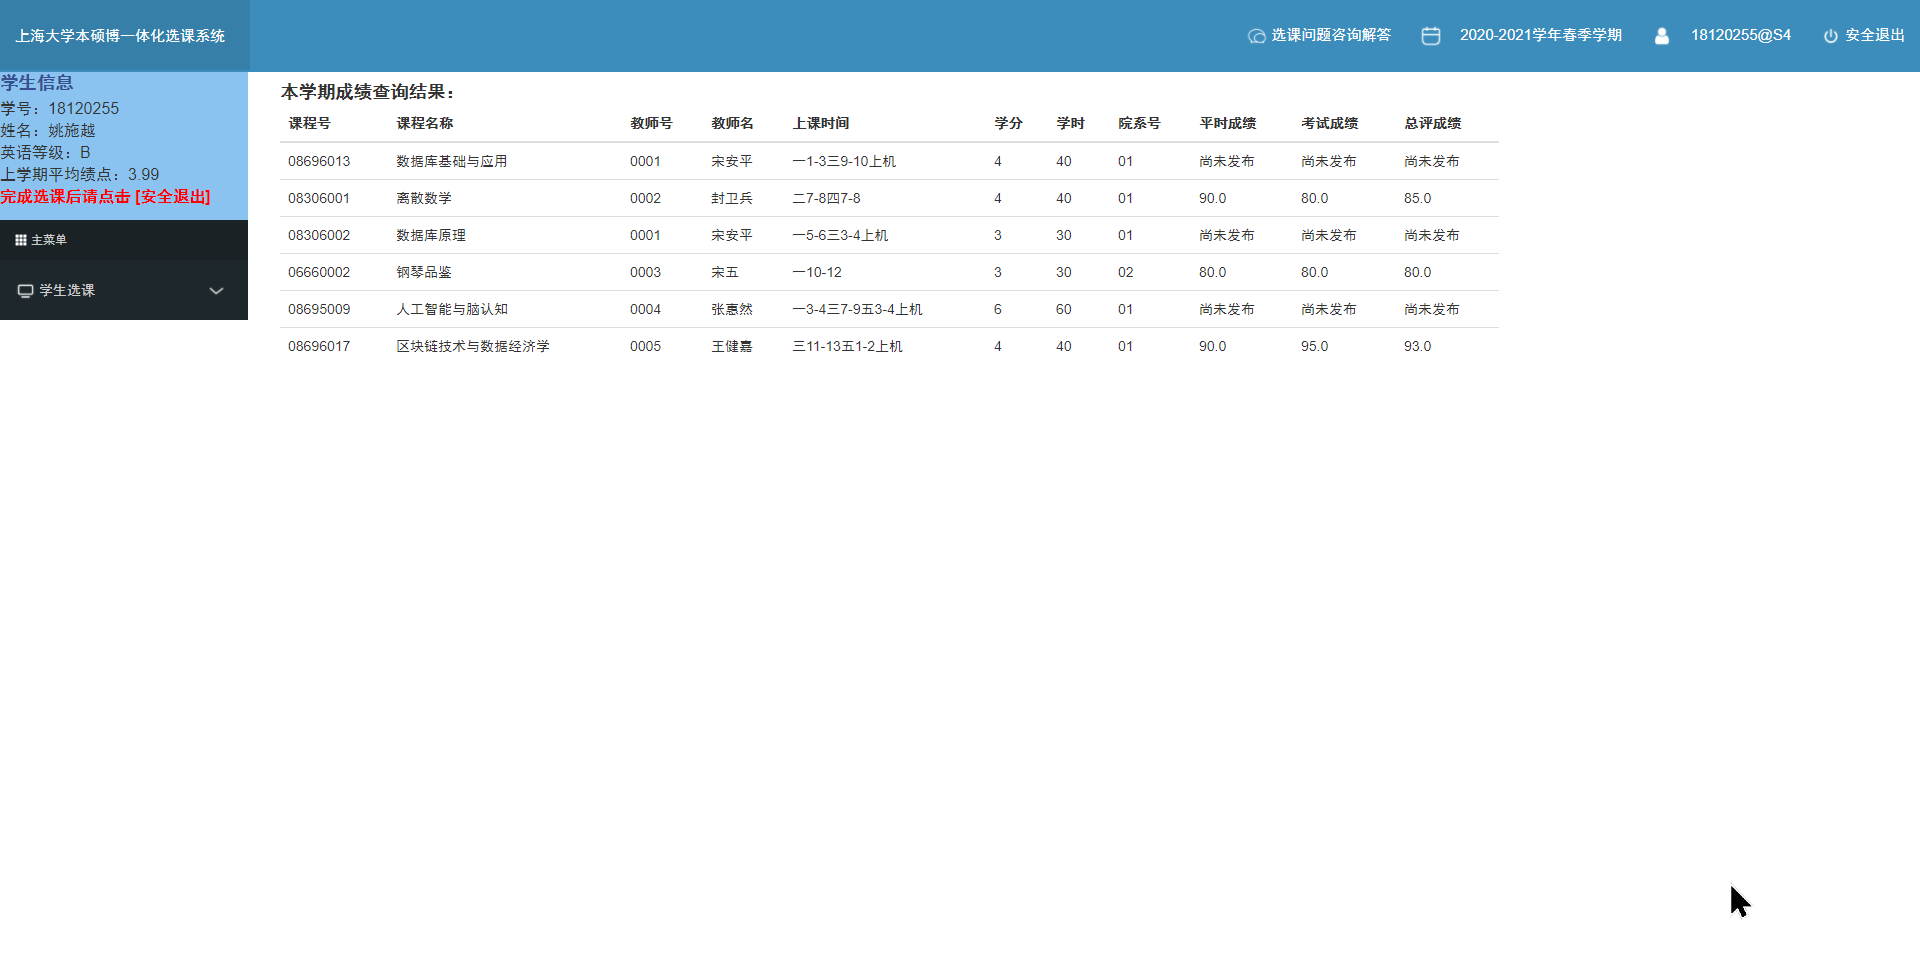 上海大学本硕博一体化选课系统 选课问题咨询解答 2020-2021学年春季学期 18120255@S4 安全退出
学生信息
学号：18120255
姓名：姚施越
英语等级：B
上学期平均绩点：3.99
完成选课后请点击 [安全退出]
主菜单
学生选课
本学期成绩查询结果：
课程号 课程名称 教师号 教师名 上课时间 学分 学时 院系号 平时成绩 考试成绩 总评成绩
08696013 数据库基础与应用 0001 宋安平 一1-3三9-10上机 4 40 01 尚未发布 尚未发布 尚未发布
08306001 离散数学 0002 封卫兵 二7-8四7-8 4 40 01 90.0 80.0 85.0
08306002 数据库原理 0001 宋安平 一5-6三3-4上机 3 30 01 尚未发布 尚未发布 尚未发布
06660002 钢琴品鉴 0003 宋五 一10-12 3 30 02 80.0 80.0 80.0
08695009 人工智能与脑认知 0004 张惠然 一3-4三7-9五3-4上机 6 60 01 尚未发布 尚未发布 尚未发布
08696017 区块链技术与数据经济学 0005 王健嘉 三11-13五1-2上机 4 40 01 90.0 95.0 93.0